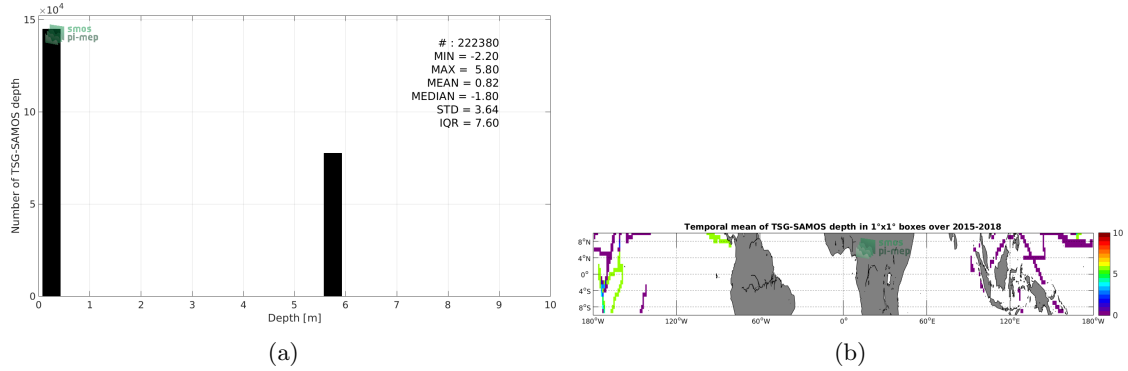 ×10⁴
15
10
5
0
Number of TSG-SAMOS depth
smos
pi-mep
# : 222380
MIN = -2.20
MAX = 5.80
MEAN = 0.82
MEDIAN = -1.80
STD = 3.64
IQR = 7.60
0 1 2 3 4 5 6 7 8 9 10
Depth [m]
(a)
Temporal mean of TSG-SAMOS depth in 1°x1° boxes over 2015-2018
smos
pi-mep
8°N
4°N
0°
4°S
8°S
180°W 120°W 60°W 0° 60°E 120°E 180°W
10
5
0
(b)